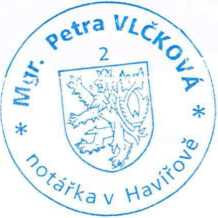 Mgr. Petra VLČKOVÁ
2
* notářka v Havířově *